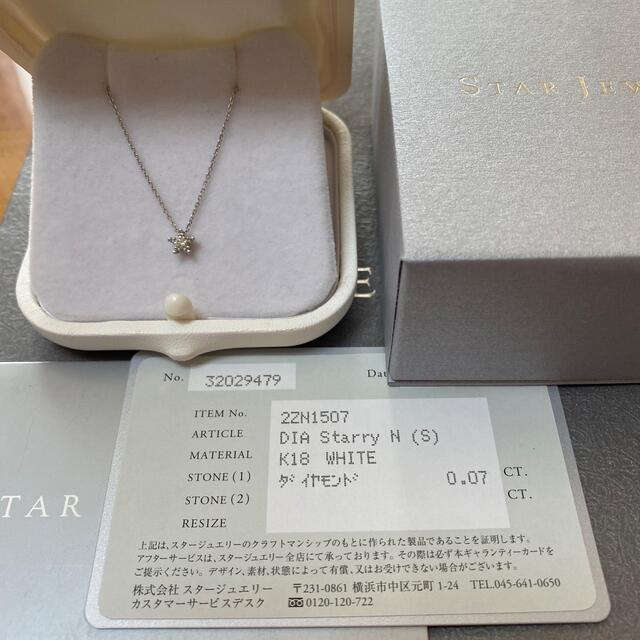 STAR JEW
E
No. 32029479 Dat
ITEM No. 2ZN1507
ARTICLE DIA Starry N (S)
MATERIAL K18 WHITE
STONE (1) ダイヤモンド 0.07 CT.
STONE (2) CT.
RESIZE
TAR
上記は、スタージュエリーのクラフトマンシップのもとに作られた製品であることを証明します。
アフターサービスは、スタージュエリー全店にて承っております。その際は必ず本ギャランティーカードを
ご提示ください。デザイン、素材、状態によって有償、又はお受けできない場合がございます。
株式会社 スタージュエリー 〒231-0861 横浜市中区元町 1-24 TEL.045-641-0650
カスタマーサービスデスク 0120-120-722